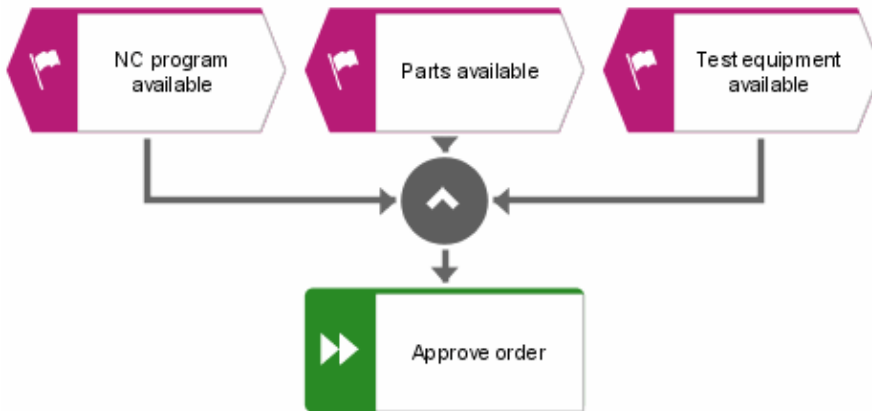 NC program
available
Parts available
Test equipment
available
Approve order